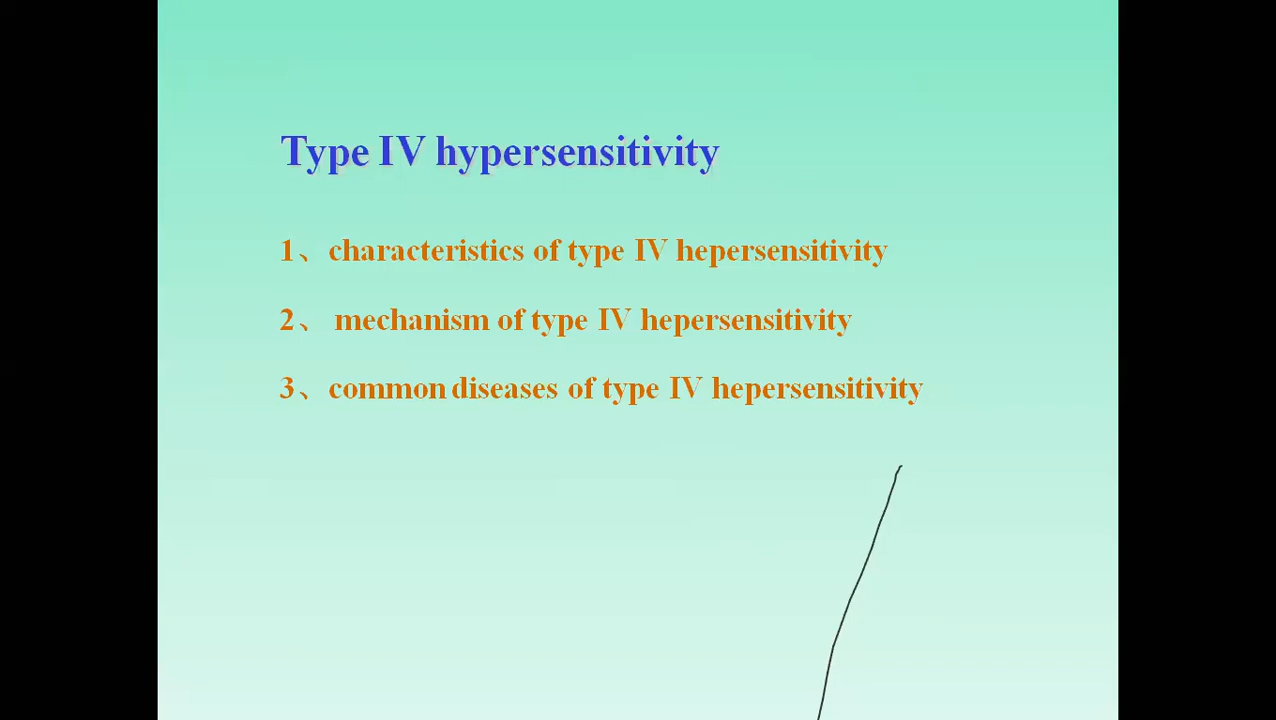 Type IV hypersensitivity
1、 characteristics of type IV hepersensitivity
2、 mechanism of type IV hepersensitivity
3、 common diseases of type IV hepersensitivity